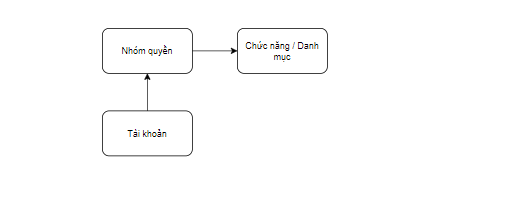 Nhóm quyền
Chức năng / Danh
mục
Tài khoản